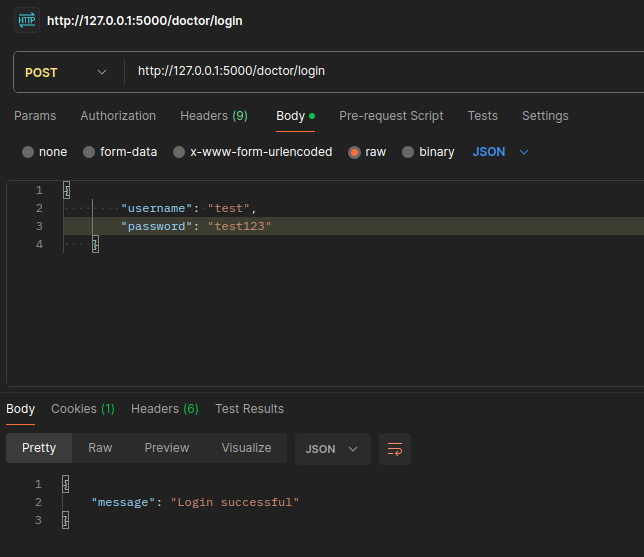 HTTP http://127.0.0.1:5000/doctor/login
POST http://127.0.0.1:5000/doctor/login
Params Authorization Headers (9) Body Pre-request Script Tests Settings
none form-data x-www-form-urlencoded raw binary JSON
1 {
2 "username": "test",
3 "password": "test123"
4 }
Body Cookies (1) Headers (6) Test Results
Pretty Raw Preview Visualize JSON
1 {
2 "message": "Login successful"
3 }